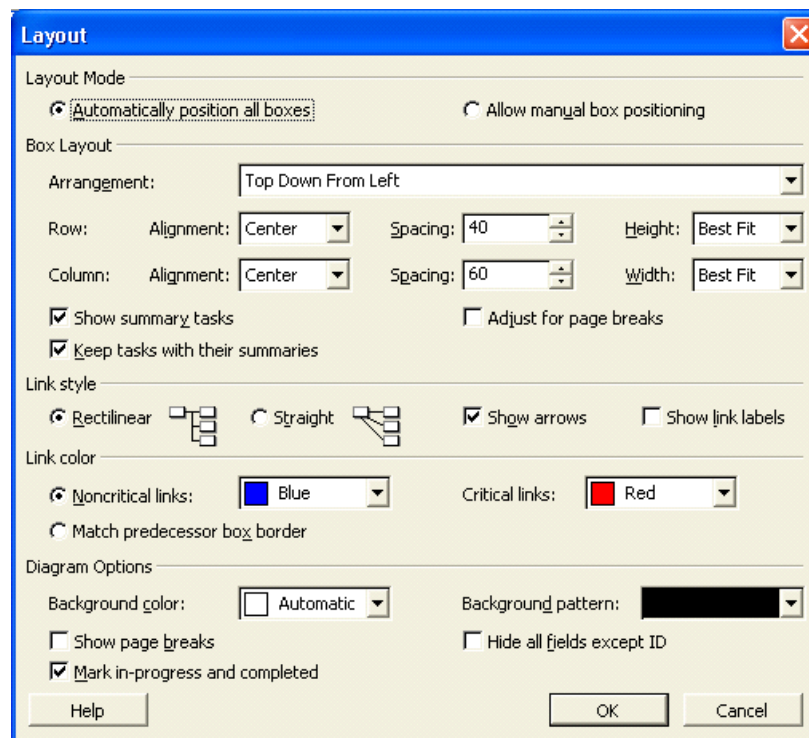 Layout
Layout Mode
Automatically position all boxes Allow manual box positioning
Box Layout
Arrangement: Top Down From Left
Row: Alignment: Center Spacing: 40 Height: Best Fit
Column: Alignment: Center Spacing: 60 Width: Best Fit
Show summary tasks Adjust for page breaks
Keep tasks with their summaries
Link style
Rectilinear Straight Show arrows Show link labels
Link color
Noncritical links: Blue Critical links: Red
Match predecessor box border
Diagram Options
Background color: Automatic Background pattern:
Show page breaks Hide all fields except ID
Mark in-progress and completed
Help OK Cancel